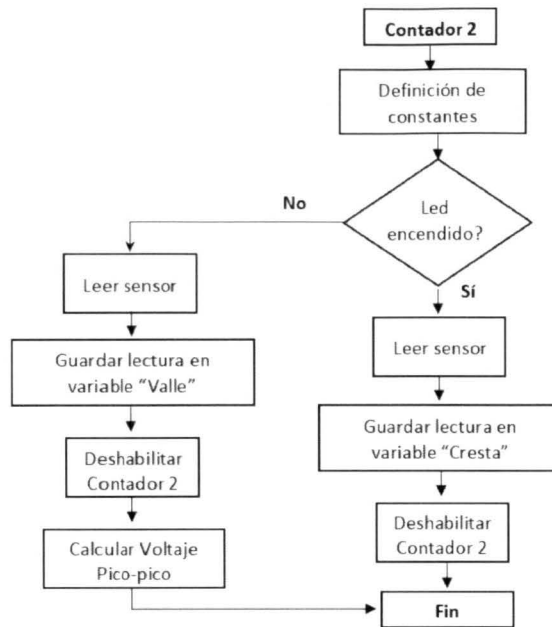 Contador 2
Definición de
constantes
No
Led
encendido?
Sí
Leer sensor
Leer sensor
Guardar lectura en
variable “Valle”
Guardar lectura en
variable “Cresta”
Deshabilitar
Contador 2
Deshabilitar
Contador 2
Calcular Voltaje
Pico-pico
Fin